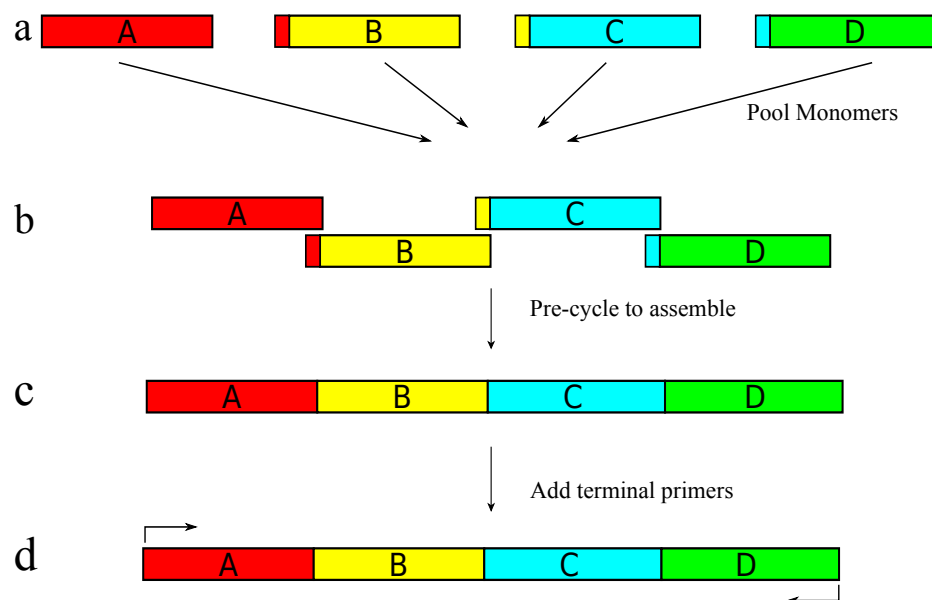 a A B C D
Pool Monomers
b A C
B D
Pre-cycle to assemble
c A B C D
Add terminal primers
d A B C D